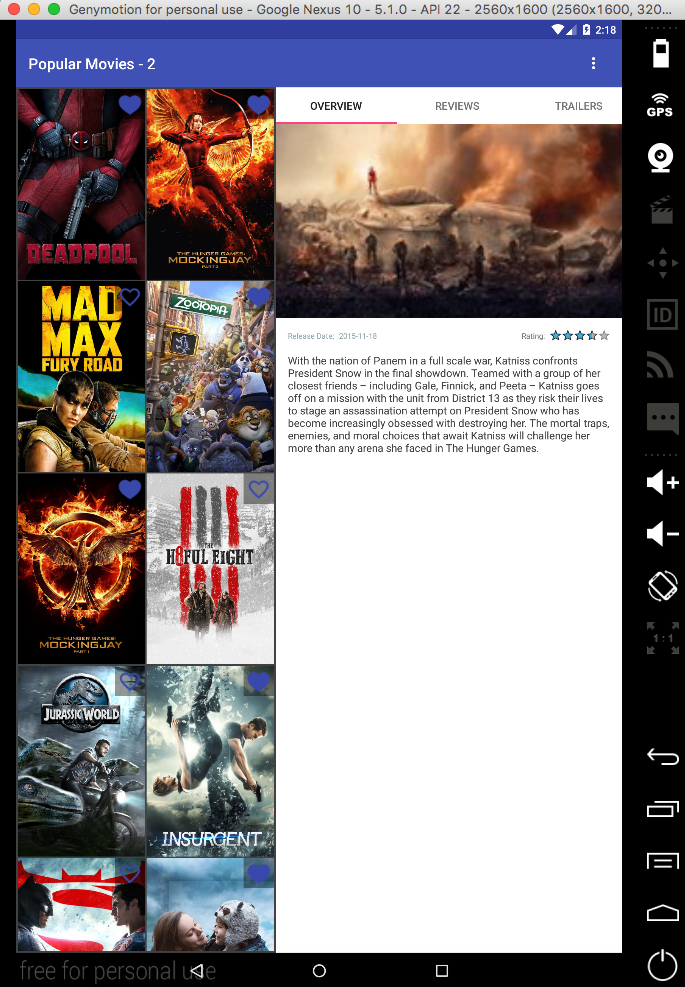 Genymotion for personal use - Google Nexus 10 - 5.1.0 - API 22 - 2560x1600 (2560x1600, 320...
2:18
Popular Movies - 2
OVERVIEW
REVIEWS
TRAILERS
DEADPOOL
THE HUNGER GAMES:
MOCKINGJAY
PART 2
MAD
MAX
FURY ROAD
ZOOTOPIA
THE HUNGER GAMES:
MOCKINGJAY
PART 1
THE
H8FUL EIGHT
JURASSIC WORLD
INSURGENT
Release Date: 2015-11-18
Rating:
With the nation of Panem in a full scale war, Katniss confronts
President Snow in the final showdown. Teamed with a group of her
closest friends – including Gale, Finnick, and Peeta – Katniss goes
off on a mission with the unit from District 13 as they risk their lives
to stage an assassination attempt on President Snow who has
become increasingly obsessed with destroying her. The mortal traps,
enemies, and moral choices that await Katniss will challenge her
more than any arena she faced in The Hunger Games.
GPS
ID
1:1
free for personal use